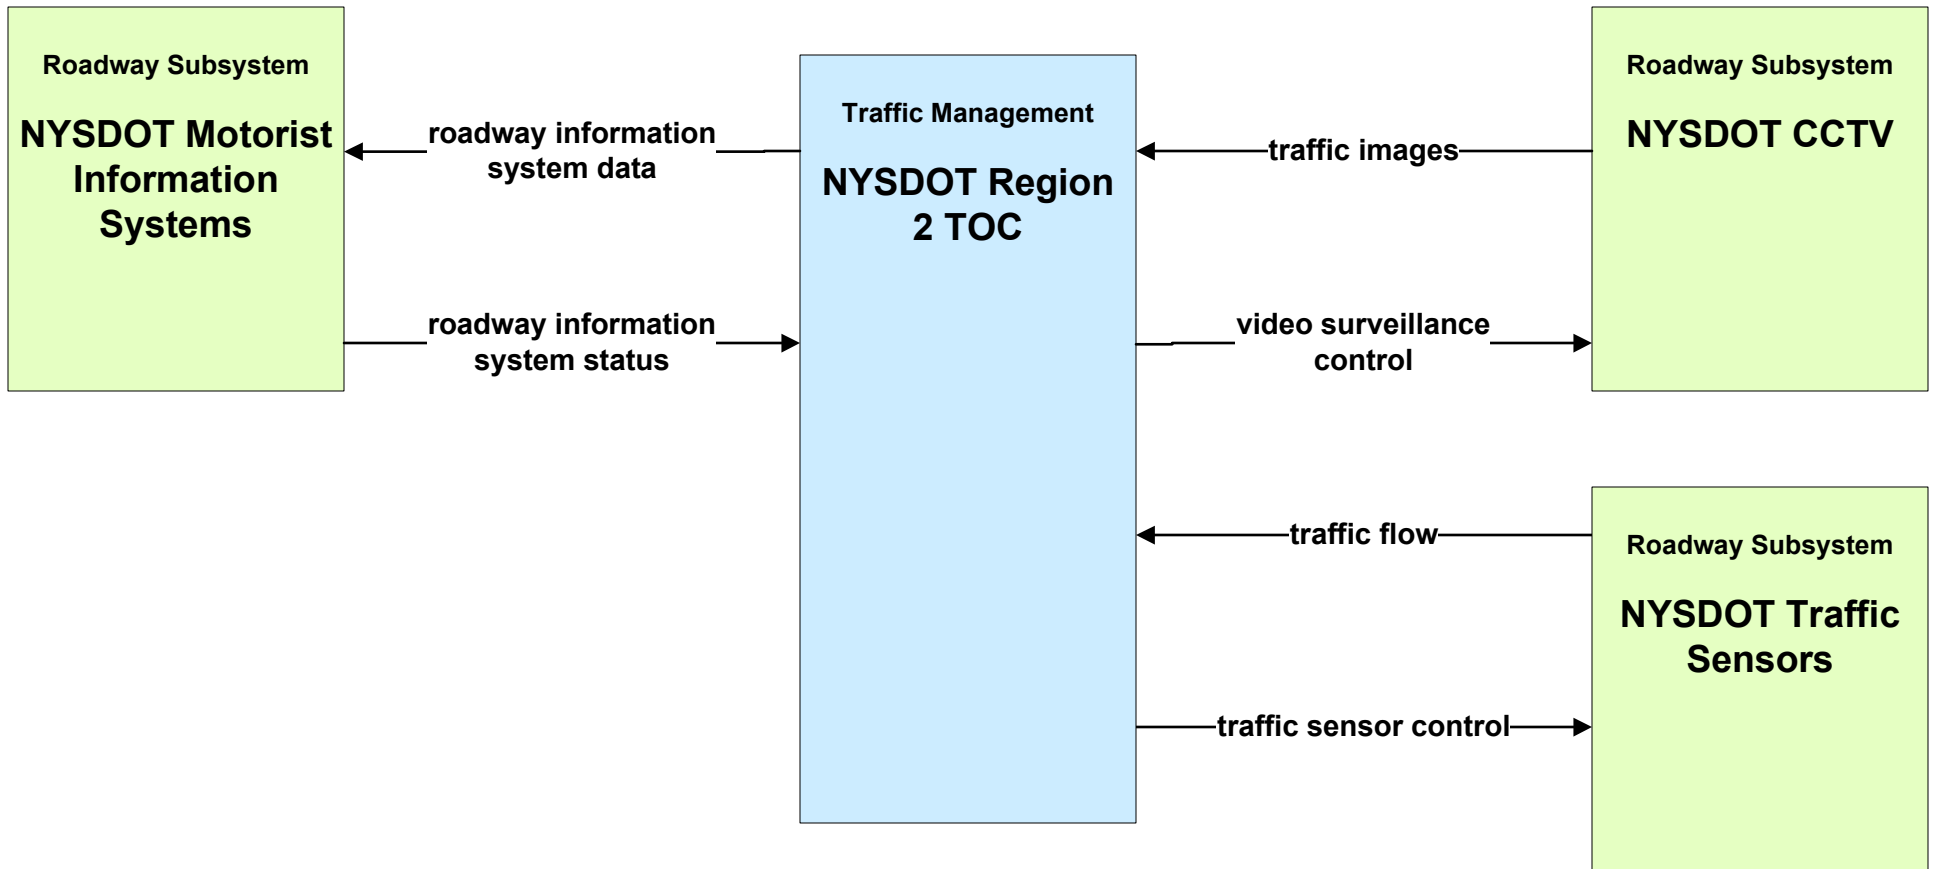 Roadway Subsystem
NYSDOT Motorist
Information
Systems
roadway information
system data
roadway information
system status
Traffic Management
NYSDOT Region
2 TOC
traffic images
video surveillance
control
traffic flow
traffic sensor control
Roadway Subsystem
NYSDOT CCTV
Roadway Subsystem
NYSDOT Traffic
Sensors